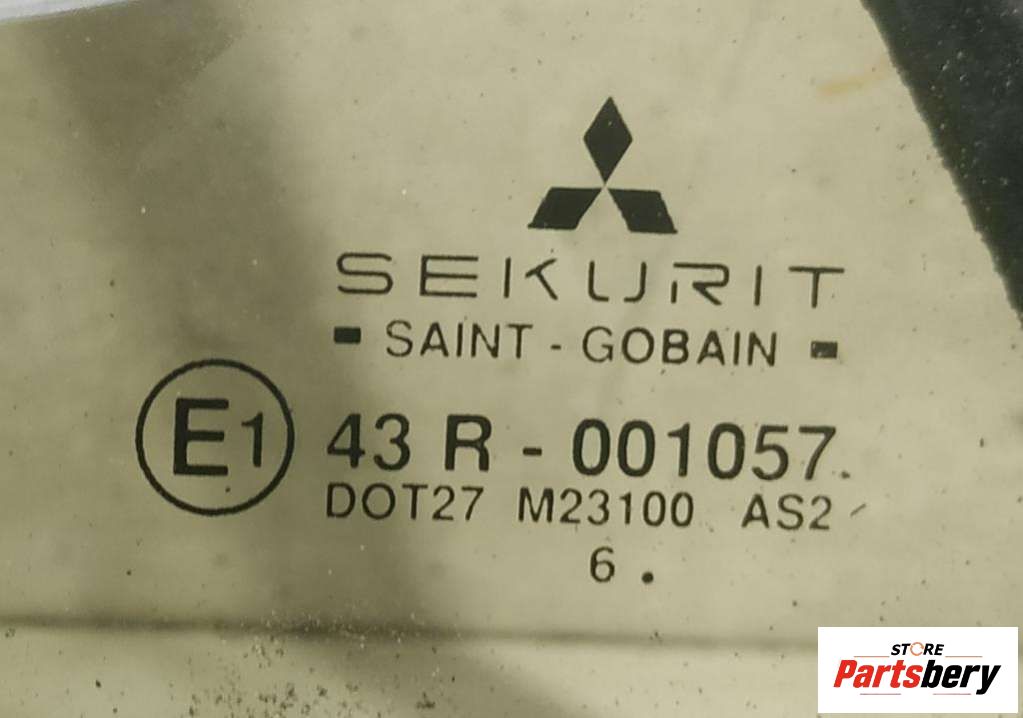 SEKURIT
- SAINT - GOBAIN -
E1 43 R - 001057.
DOT27 M23100 AS2
6 .
STORE
Partsbery